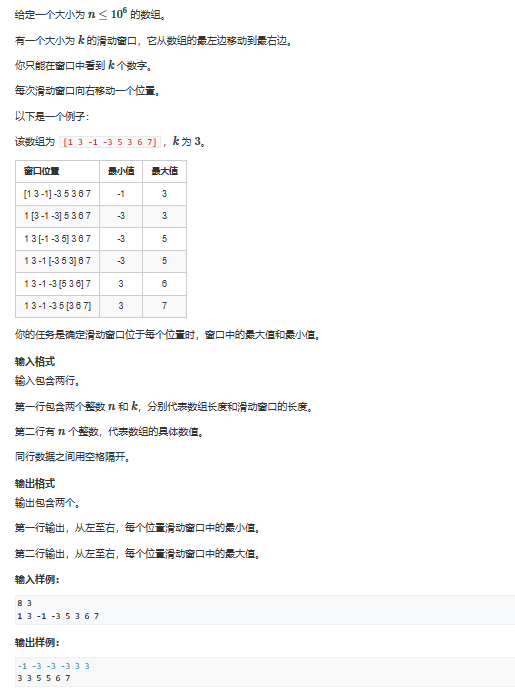 给定一个大小为 n ≤ 10⁶ 的数组。
有一个大小为 k 的滑动窗口，它从数组的最左边移动到最右边。
你只能在窗口中看到 k 个数字。
每次滑动窗口向右移动一个位置。
以下是一个例子：
该数组为 [1 3 -1 -3 5 3 6 7]，k 为 3。
窗口位置 最小值 最大值
[1 3 -1] -3 5 3 6 7 -1 3
1 [3 -1 -3] 5 3 6 7 -3 3
1 3 [-1 -3 5] 3 6 7 -3 5
1 3 -1 [-3 5 3] 6 7 -3 5
1 3 -1 -3 [5 3 6] 7 3 6
1 3 -1 -3 5 [3 6 7] 3 7
你的任务是确定滑动窗口位于每个位置时，窗口中的最大值和最小值。
输入格式
输入包含两行。
第一行包含两个整数 n 和 k，分别代表数组长度和滑动窗口的长度。
第二行有 n 个整数，代表数组的具体数值。
同行数据之间用空格隔开。
输出格式
输出包含两个。
第一行输出，从左至右，每个位置滑动窗口中的最小值。
第二行输出，从左至右，每个位置滑动窗口中的最大值。
输入样例：
8 3
1 3 -1 -3 5 3 6 7
输出样例：
-1 -3 -3 -3 3 3
3 3 5 5 6 7